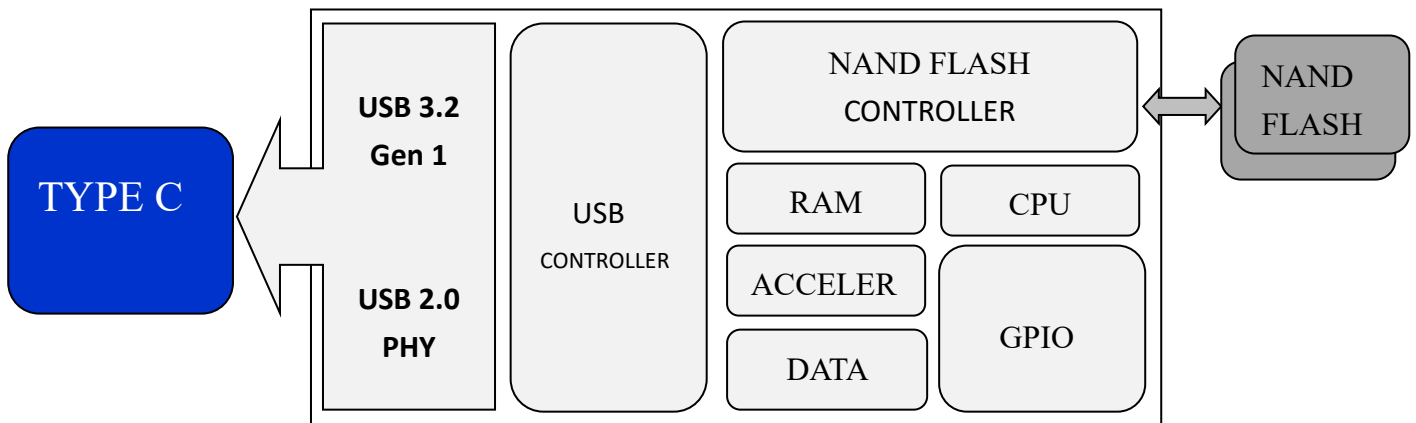 TYPE C
USB 3.2
Gen 1
USB 2.0
PHY
USB
CONTROLLER
NAND FLASH
CONTROLLER
RAM
CPU
ACCELER
DATA
GPIO
NAND
FLASH